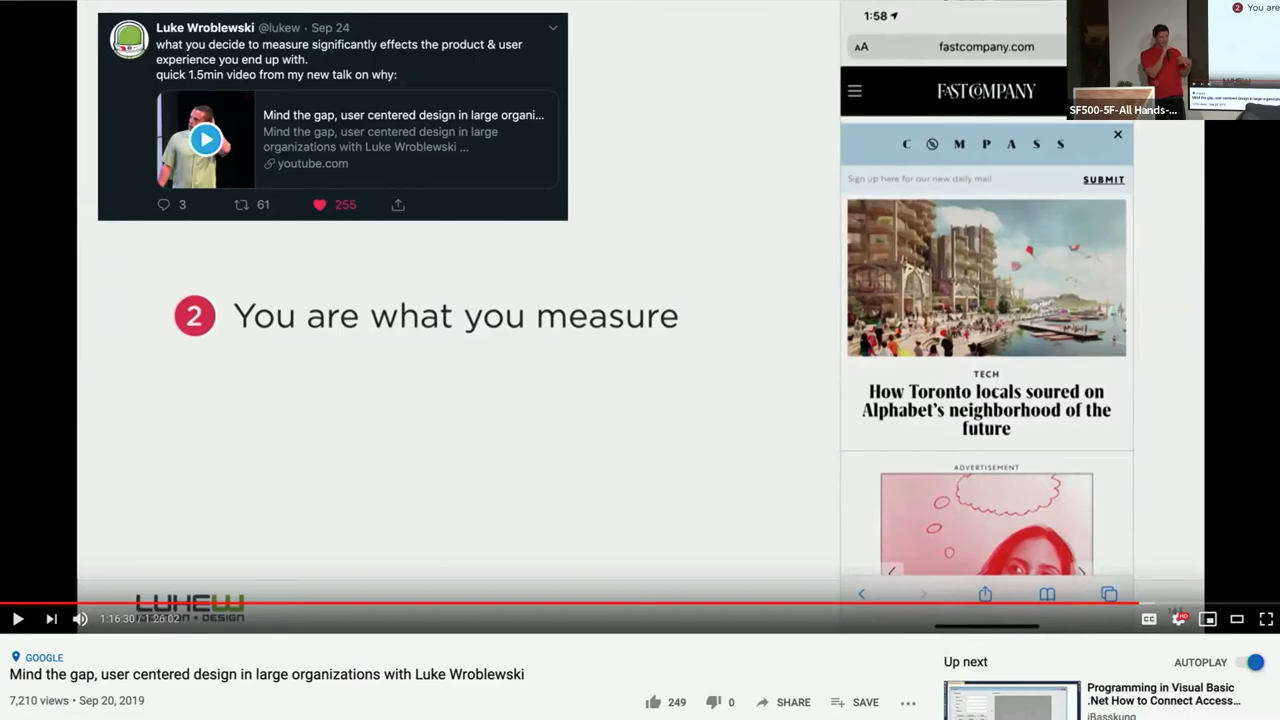 Luke Wroblewski @lukew · Sep 24
what you decide to measure significantly effects the product & user
experience you end up with.
quick 1.5min video from my new talk on why:
Mind the gap, user centered design in large organi...
Mind the gap, user centered design in large
organizations with Luke Wroblewski ...
youtube.com
3 61 255
2 You are what you measure
1:58
AA fastcompany.com
FAST COMPANY
COMPASS
Sign up here for our new daily mail
SUBMIT
TECH
How Toronto locals soured on
Alphabet's neighborhood of the
future
ADVERTISEMENT
2 You are
SF500-5F-All Hands-...
LUKEW
1:16:30 / 1:26:02
CC HD
GOOGLE
Mind the gap, user centered design in large organizations with Luke Wroblewski
7,210 views • Sep 20, 2019
249 0 SHARE SAVE
Up next
AUTOPLAY
Programming in Visual Basic
.Net How to Connect Access...
iBasskung